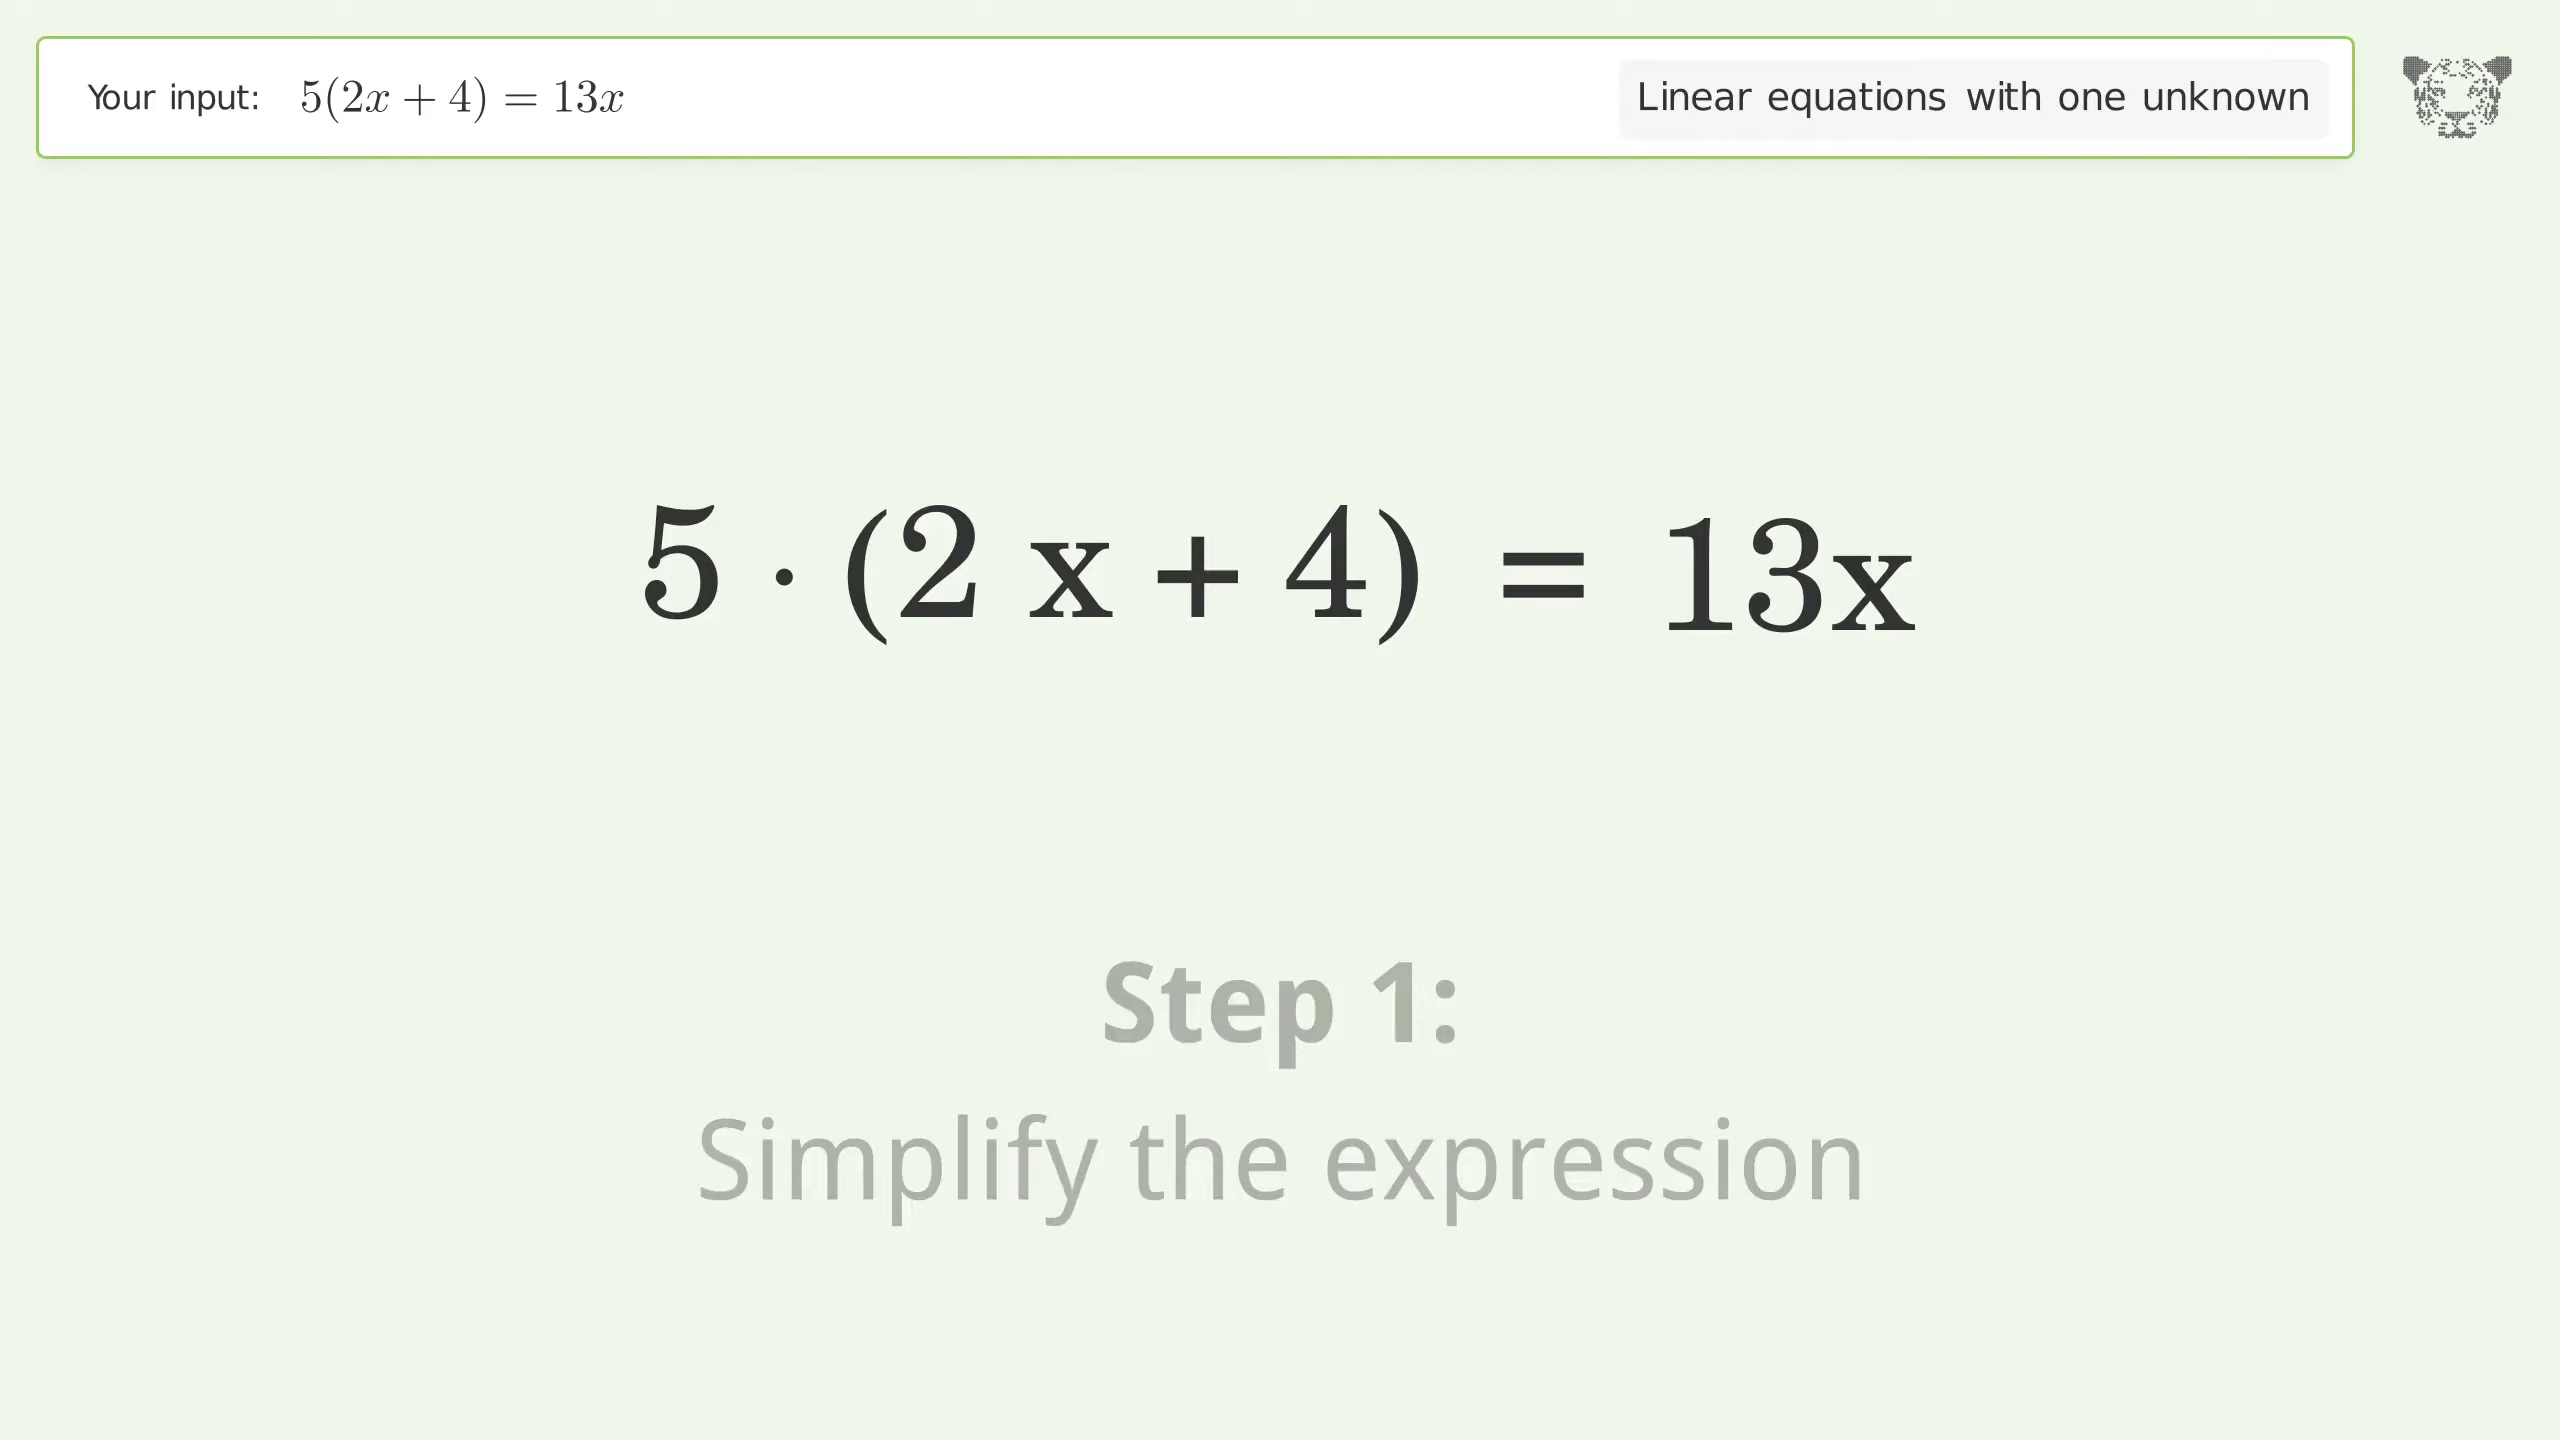 Your input: 5(2x + 4) = 13x
Linear equations with one unknown
5 · (2 x + 4) = 13x
Step 1:
Simplify the expression